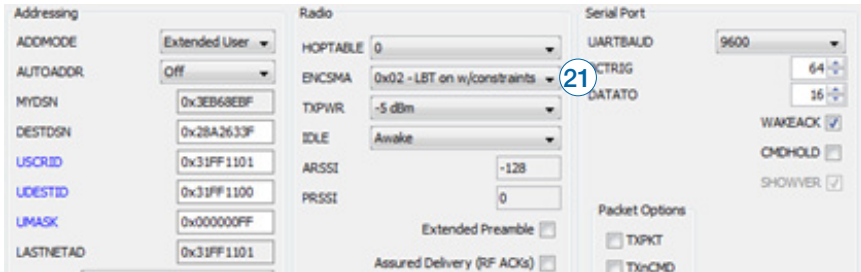 Addressing
ADDMODE Extended User
AUTOADDR Off
MYDSN 0x3EB68EBF
DESTDSN 0x28A2633F
USCRID 0x31FF1101
UDESTID 0x31FF1100
UMASK 0x000000FF
LASTNETAD 0x31FF1101
Radio
HOPTABLE 0
ENCSMA 0x02 - LBT on w/constraints
21
TXPWR -5 dBm
IDLE Awake
ARSSI -128
PRSSI 0
Extended Preamble
Assured Delivery (RF ACKs)
Serial Port
UARTBAUD 9600
CTRIG 64
DATATO 16
WAKEACK
CMDHOLD
SHOWVER
Packet Options
TXPKT
TXnCMD